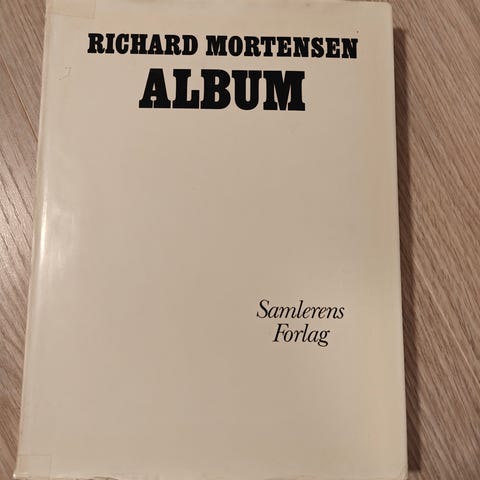 RICHARD MORTENSEN
ALBUM
Samlerens
Forlag